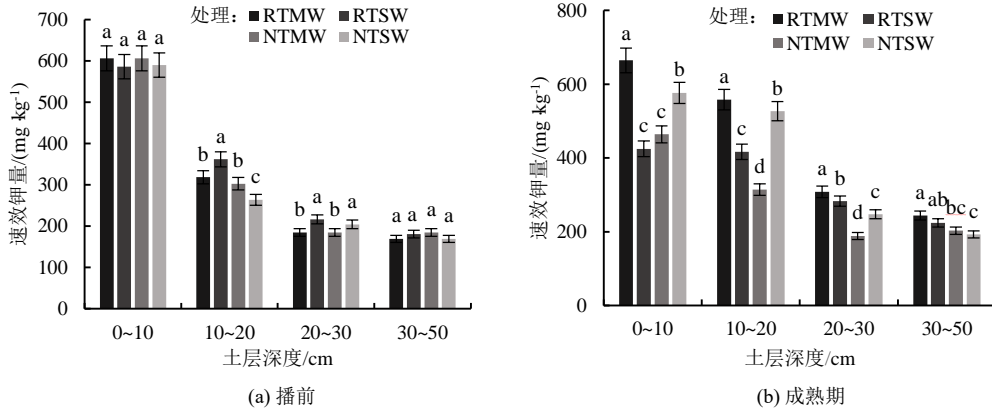 处理： RTMW RTSW
NTMW NTSW
速效钾量/(mg kg-1)
700
600
500
400
300
200
100
0
a a a a
b a b c
b a b a
a a a a
0~10 10~20 20~30 30~50
土层深度/cm
(a) 播前
处理： RTMW RTSW
NTMW NTSW
速效钾量/(mg kg-1)
800
600
400
200
0
a c c b
a c d b
a b d c
a ab bc c
0~10 10~20 20~30 30~50
土层深度/cm
(b) 成熟期